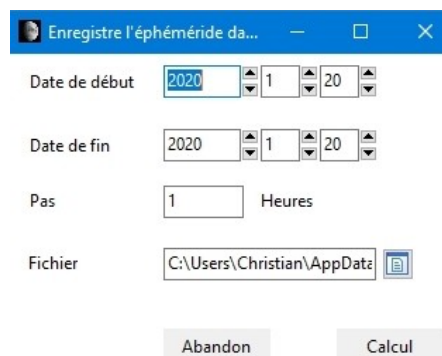 Enregistre l'éphéméride da...
Date de début 2020 1 20
Date de fin 2020 1 20
Pas 1 Heures
Fichier C:\Users\Christian\AppData
Abandon Calcul